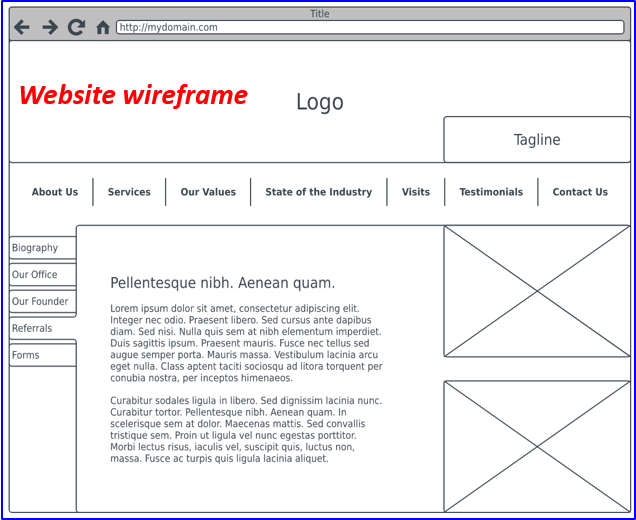 Title
http://mydomain.com
Website wireframe
Logo
Tagline
About Us
Services
Our Values
State of the Industry
Visits
Testimonials
Contact Us
Biography
Our Office
Our Founder
Referrals
Forms
Pellentesque nibh. Aenean quam.
Lorem ipsum dolor sit amet, consectetur adipiscing elit.
Integer nec odio. Praesent libero. Sed cursus ante dapibus
diam. Sed nisi. Nulla quis sem at nibh elementum imperdiet.
Duis sagittis ipsum. Praesent mauris. Fusce nec tellus sed
augue semper porta. Mauris massa. Vestibulum lacinia arcu
eget nulla. Class aptent taciti sociosqu ad litora torquent per
conubia nostra, per inceptos himenaeos.
Curabitur sodales ligula in libero. Sed dignissim lacinia nunc.
Curabitur tortor. Pellentesque nibh. Aenean quam. In
scelerisque sem at dolor. Maecenas mattis. Sed convallis
tristique sem. Proin ut ligula vel nunc egestas porttitor.
Morbi lectus risus, iaculis vel, suscipit quis, luctus non,
massa. Fusce ac turpis quis ligula lacinia aliquet.